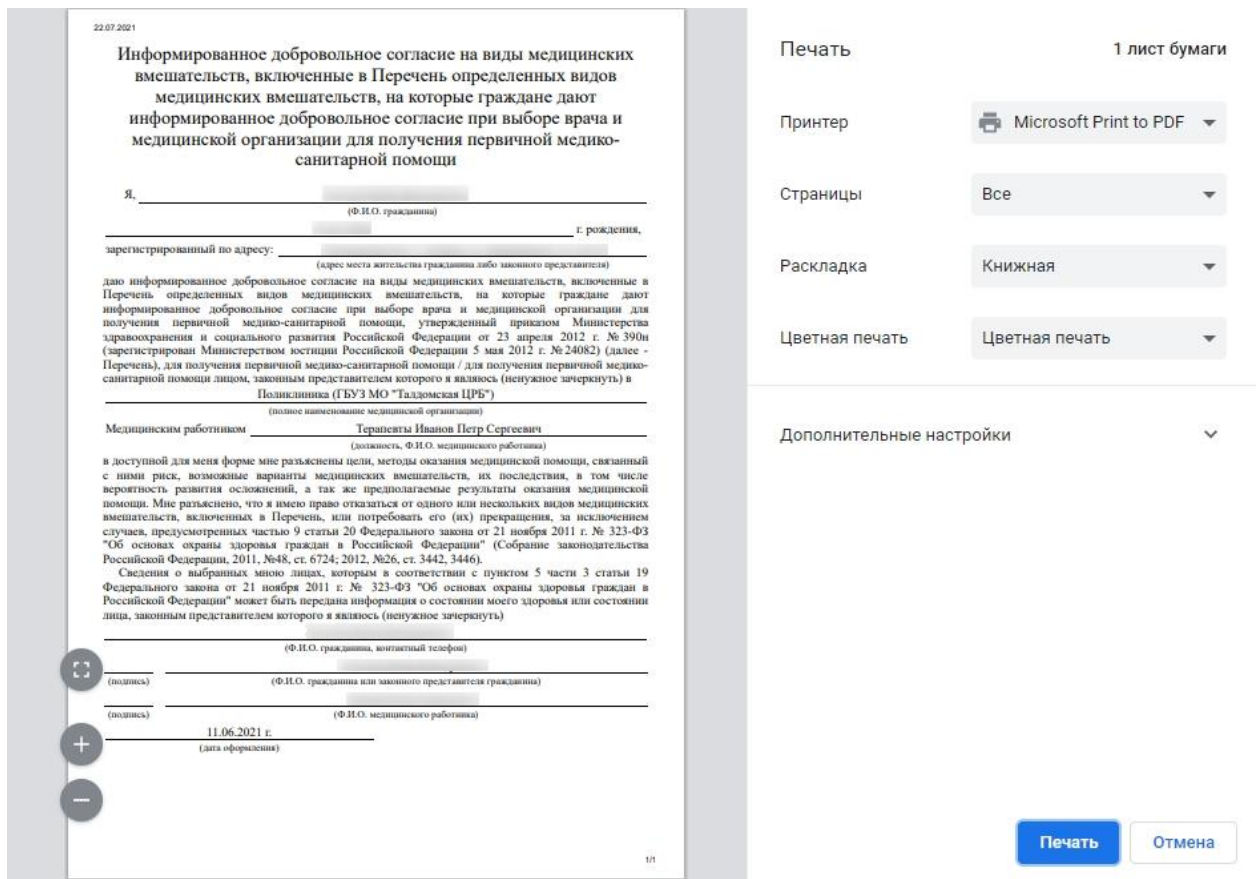 22.07.2021
Информированное добровольное согласие на виды медицинских
вмешательств, включенные в Перечень определенных видов
медицинских вмешательств, на которые граждане дают
информированное добровольное согласие при выборе врача и
медицинской организации для получения первичной медико-
санитарной помощи
Я,
(Ф.И.О. гражданина)
г. рождения,
зарегистрированный по адресу:
(адрес места жительства гражданина либо законного представителя)
даю информированное добровольное согласие на виды медицинских вмешательств, включенные в
Перечень определенных видов медицинских вмешательств, на которые граждане дают
информированное добровольное согласие при выборе врача и медицинской организации для
получения первичной медико-санитарной помощи, утвержденный приказом Министерства
здравоохранения и социального развития Российской Федерации от 23 апреля 2012 г. № 390н
(зарегистрирован Министерством юстиции Российской Федерации 5 мая 2012 г. № 24082) (далее -
Перечень), для получения первичной медико-санитарной помощи / для получения первичной медико-
санитарной помощи лицом, законным представителем которого я являюсь (ненужное зачеркнуть) в
Поликлиника (ГБУЗ МО "Талдомская ЦРБ")
(полное наименование медицинской организации)
Медицинским работником Терапевты Иванов Петр Сергеевич
(должность, Ф.И.О. медицинского работника)
в доступной для меня форме мне разъяснены цели, методы оказания медицинской помощи, связанный
с ними риск, возможные варианты медицинских вмешательств, их последствия, в том числе
вероятность развития осложнений, а так же предполагаемые результаты оказания медицинской
помощи. Мне разъяснено, что я имею право отказаться от одного или нескольких видов медицинских
вмешательств, включенных в Перечень, или потребовать его (их) прекращения, за исключением
случаев, предусмотренных частью 9 статьи 20 Федерального закона от 21 ноября 2011 г. № 323-ФЗ
"Об основах охраны здоровья граждан в Российской Федерации" (Собрание законодательства
Российской Федерации, 2011, №48, ст. 6724; 2012, №26, ст. 3442, 3446).
Сведения о выбранных мною лицах, которым в соответствии с пунктом 5 части 3 статьи 19
Федерального закона от 21 ноября 2011 г. № 323-ФЗ "Об основах охраны здоровья граждан в
Российской Федерации" может быть передана информация о состоянии моего здоровья или состоянии
лица, законным представителем которого я являюсь (ненужное зачеркнуть)
(Ф.И.О. гражданина, контактный телефон)
(подпись) (Ф.И.О. гражданина или законного представителя гражданина)
(подпись) (Ф.И.О. медицинского работника)
11.06.2021 г.
(дата оформления)
1/1
Печать 1 лист бумаги
Принтер Microsoft Print to PDF
Страницы Все
Раскладка Книжная
Цветная печать Цветная печать
Дополнительные настройки
Печать Отмена